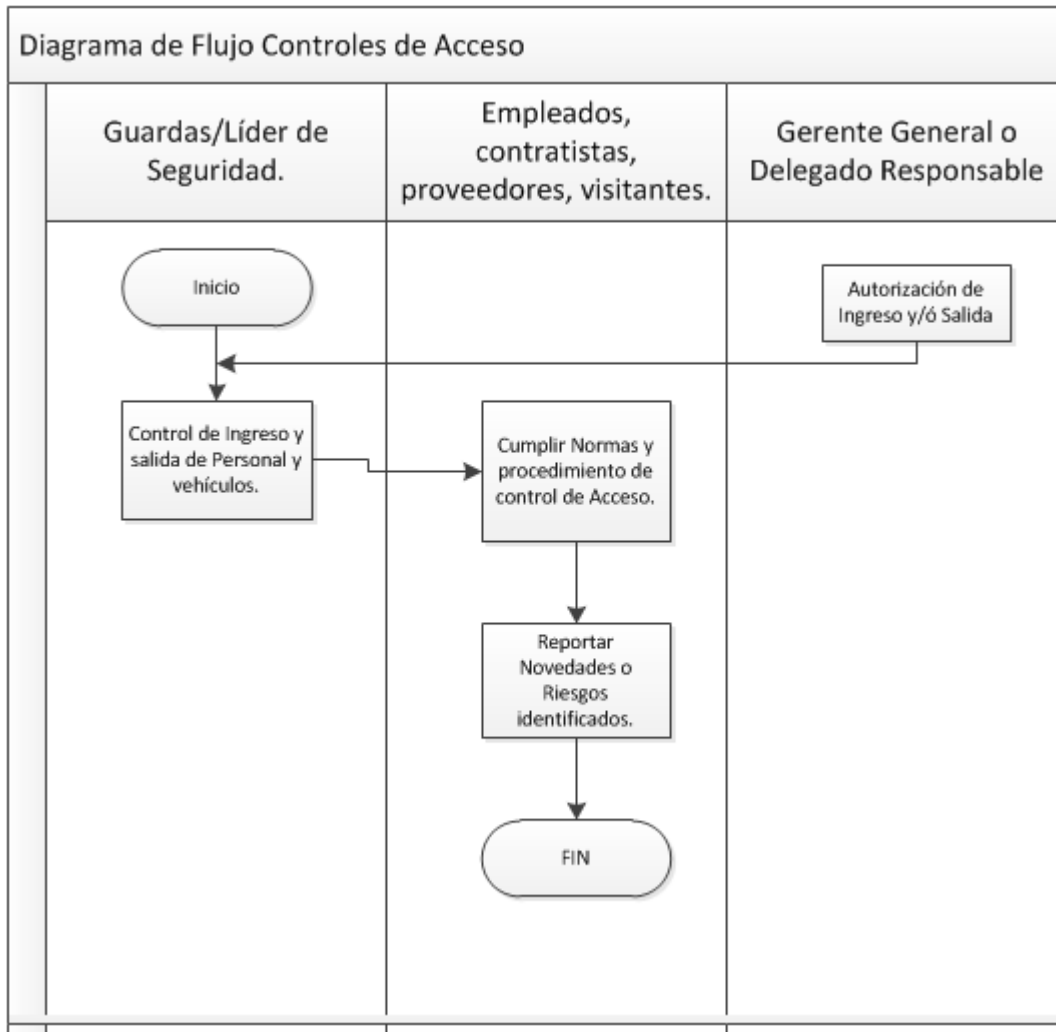 Diagrama de Flujo Controles de Acceso
Guardas/Líder de
Seguridad.
Empleados,
contratistas,
proveedores, visitantes.
Gerente General o
Delegado Responsable
Inicio
Autorización de
Ingreso y/ó Salida
Control de Ingreso y
salida de Personal y
vehículos.
Cumplir Normas y
procedimiento de
control de Acceso.
Reportar
Novedades o
Riesgos
identificados.
FIN